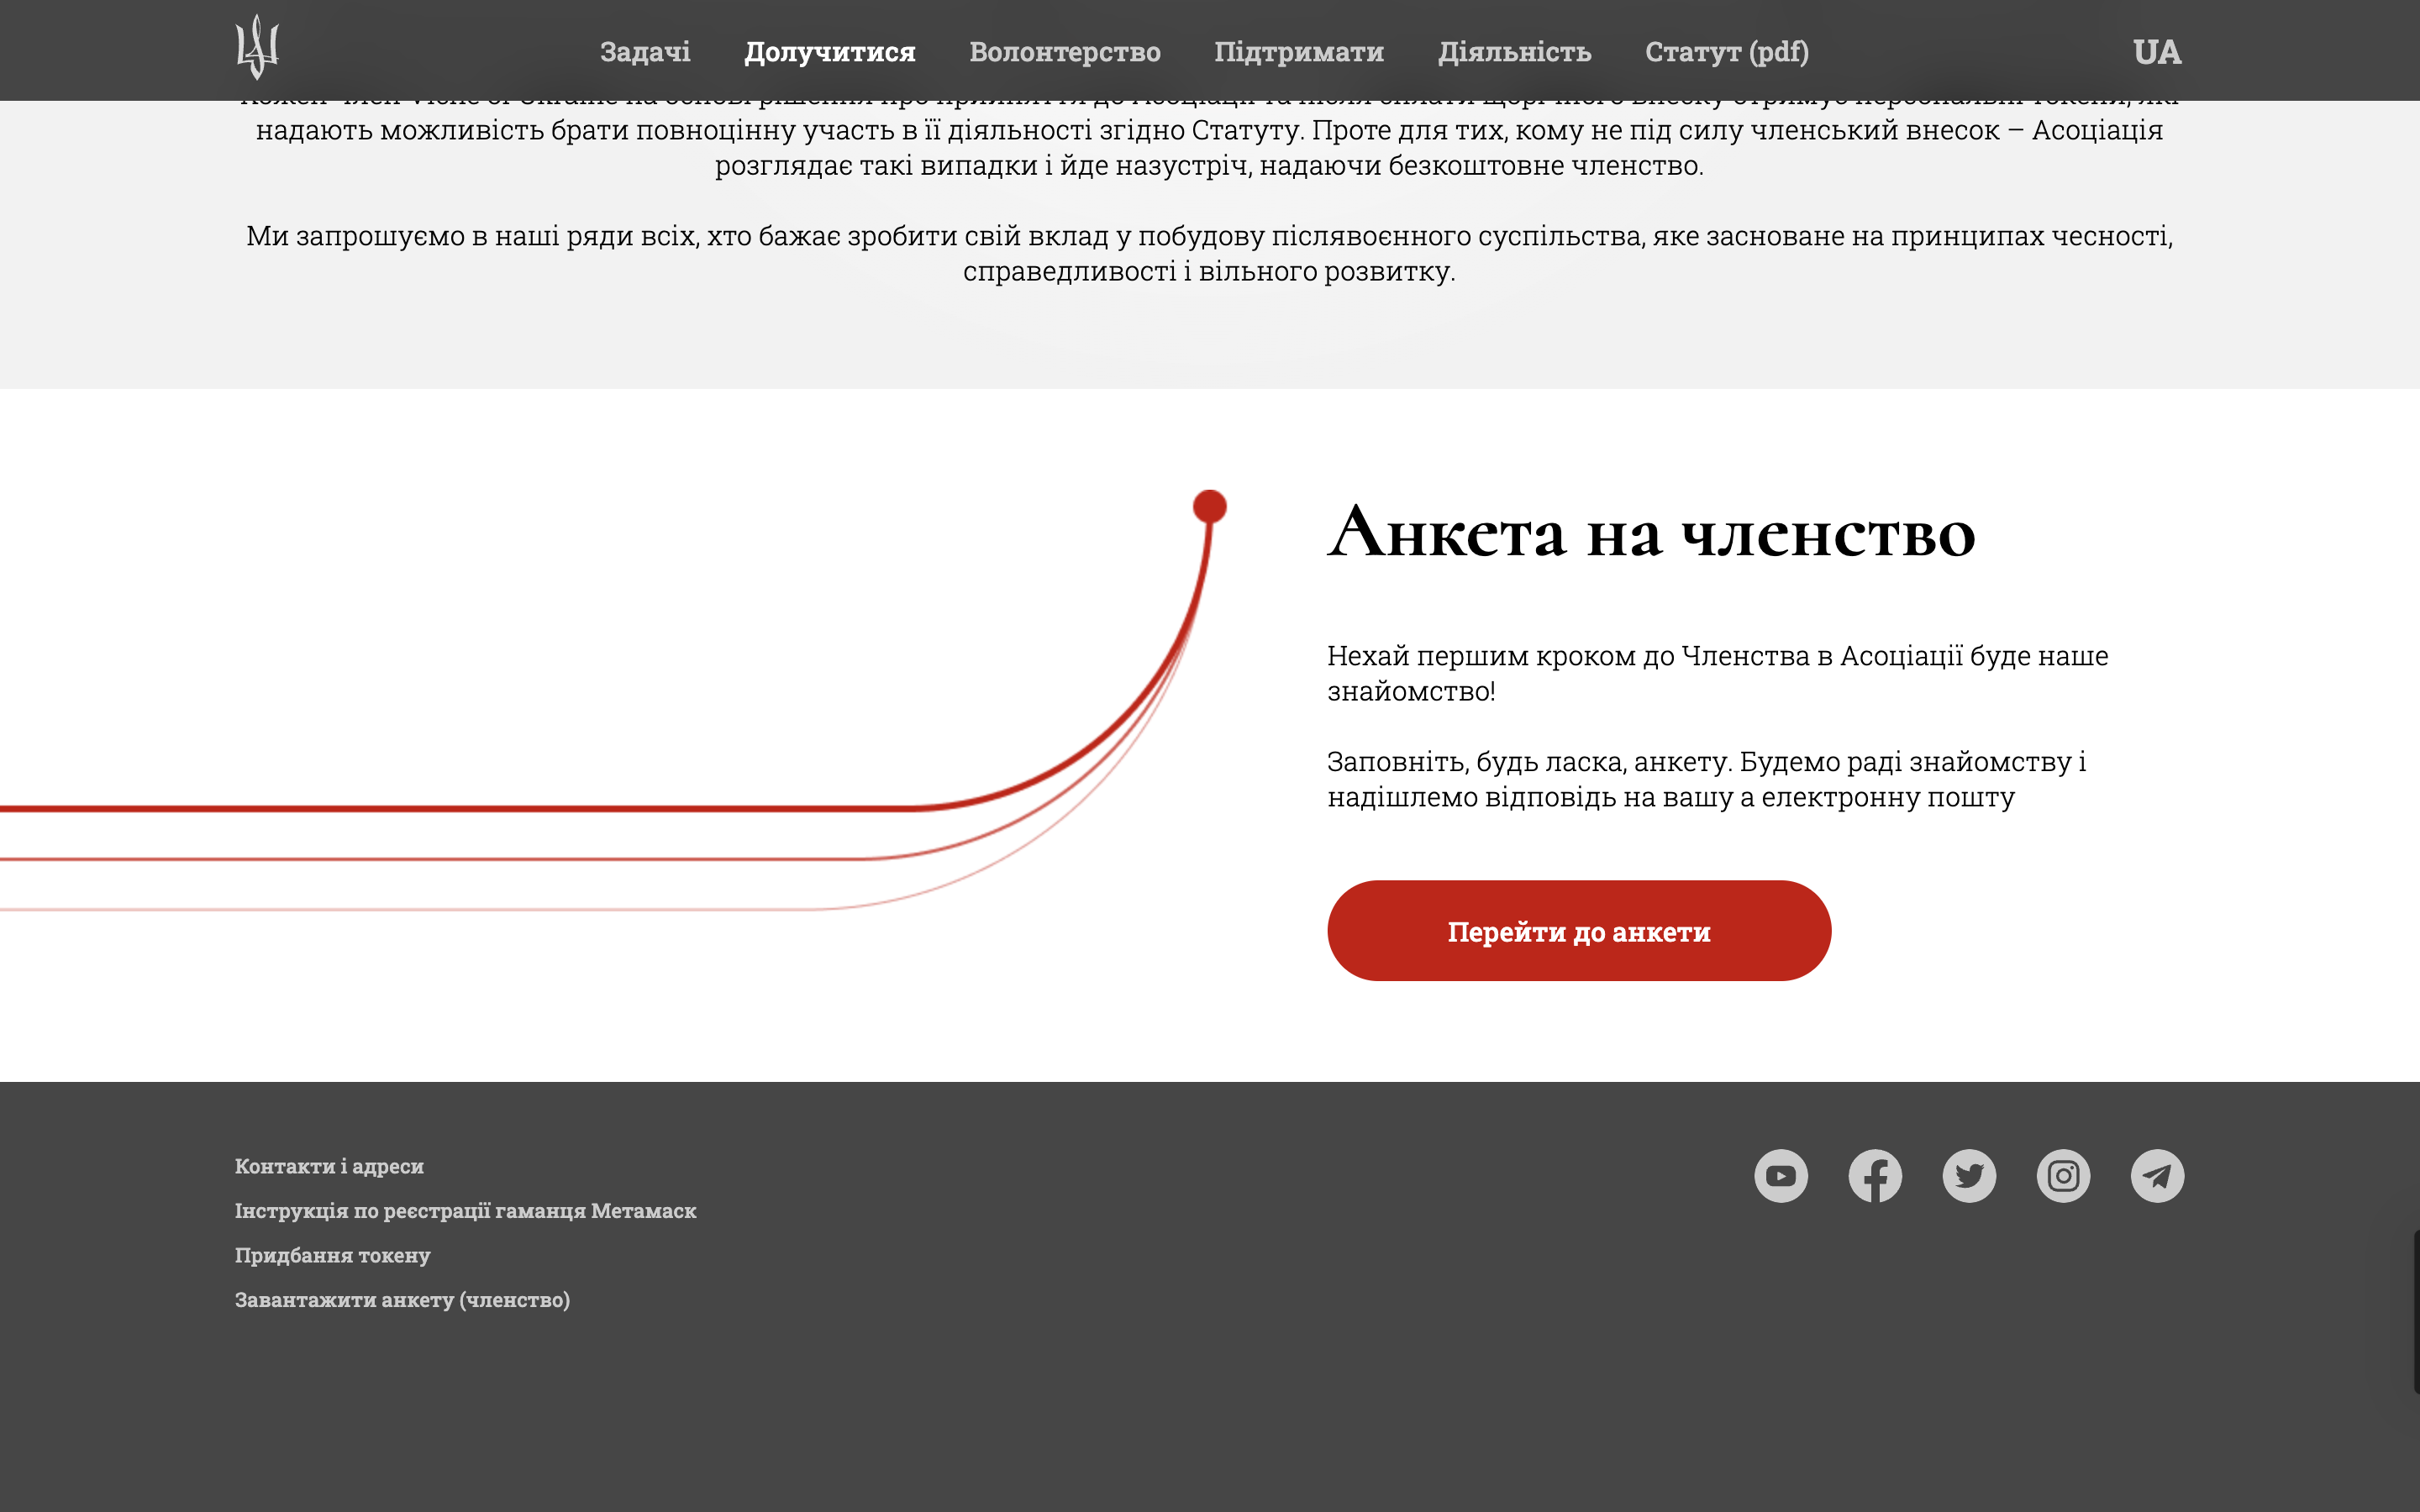 Задачі
Долучитися
Волонтерство
Підтримати
Діяльність
Статут (pdf)
UA
надають можливість брати повноцінну участь в її діяльності згідно Статуту. Проте для тих, кому не під силу членський внесок – Асоціація
розглядає такі випадки і йде назустріч, надаючи безкоштовне членство.
Ми запрошуємо в наші ряди всіх, хто бажає зробити свій вклад у побудову післявоєнного суспільства, яке засноване на принципах чесності,
справедливості і вільного розвитку.
Анкета на членство
Нехай першим кроком до Членства в Асоціації буде наше
знайомство!
Заповніть, будь ласка, анкету. Будемо раді знайомству і
надішлемо відповідь на вашу а електронну пошту
Перейти до анкети
Контакти і адреси
Інструкція по реєстрації гаманця Метамаск
Придбання токену
Завантажити анкету (членство)